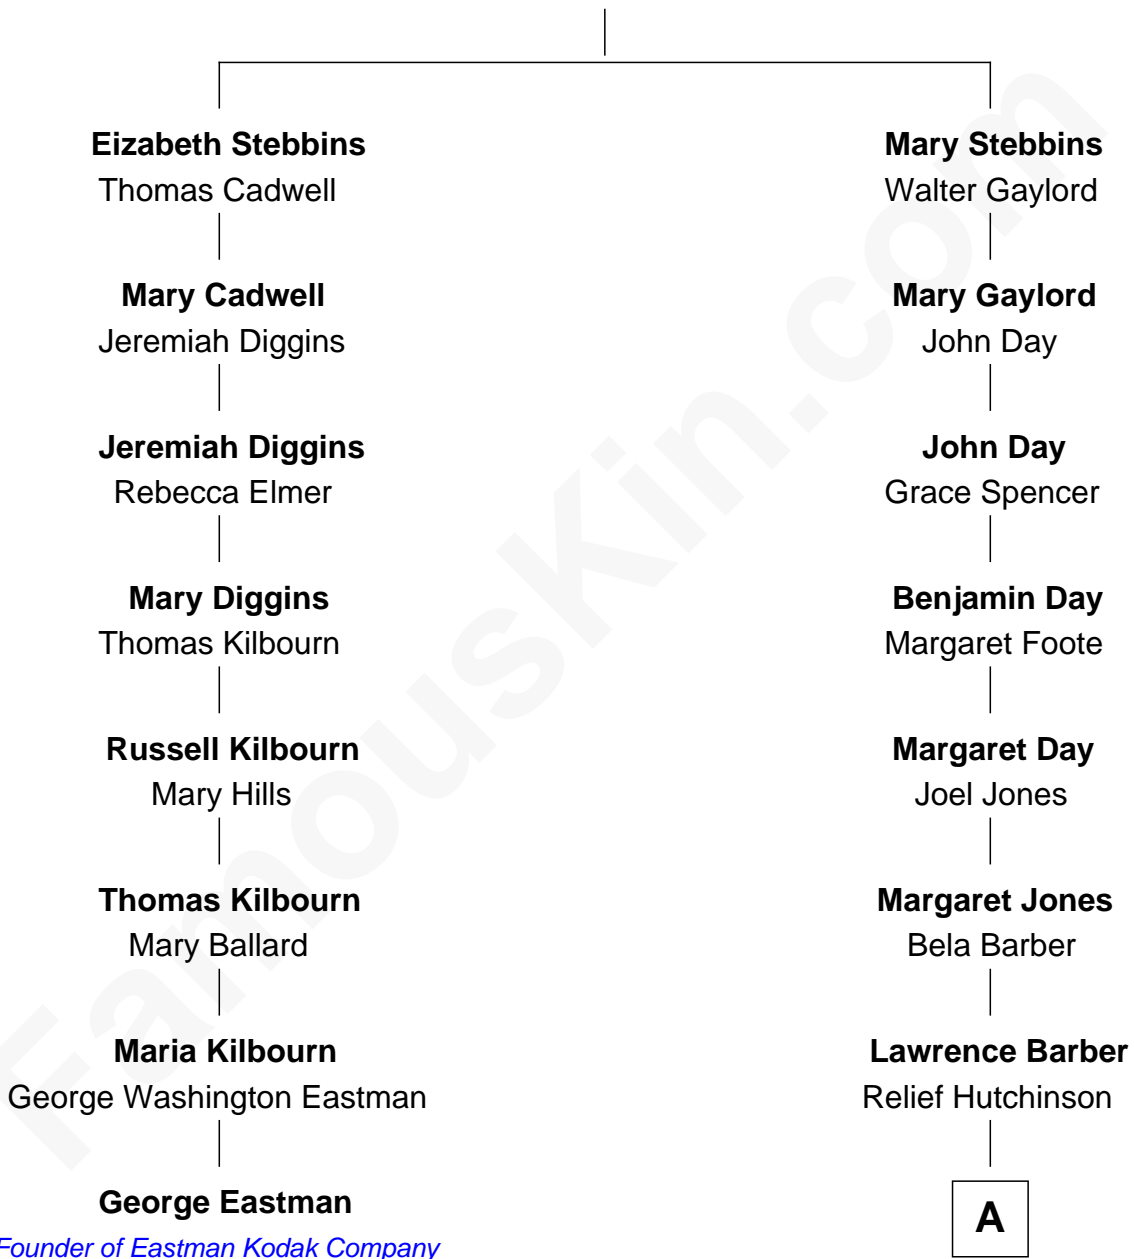 Eizabeth Stebbins
Thomas Cadwell
Mary Cadwell
Jeremiah Diggins
Jeremiah Diggins
Rebecca Elmer
Mary Diggins
Thomas Kilbourn
Russell Kilbourn
Mary Hills
Thomas Kilbourn
Mary Ballard
Maria Kilbourn
George Washington Eastman
George Eastman
Founder of Eastman Kodak Company
Mary Stebbins
Walter Gaylord
Mary Gaylord
John Day
John Day
Grace Spencer
Benjamin Day
Margaret Foote
Margaret Day
Joel Jones
Margaret Jones
Bela Barber
Lawrence Barber
Relief Hutchinson
A
FamousKin.com